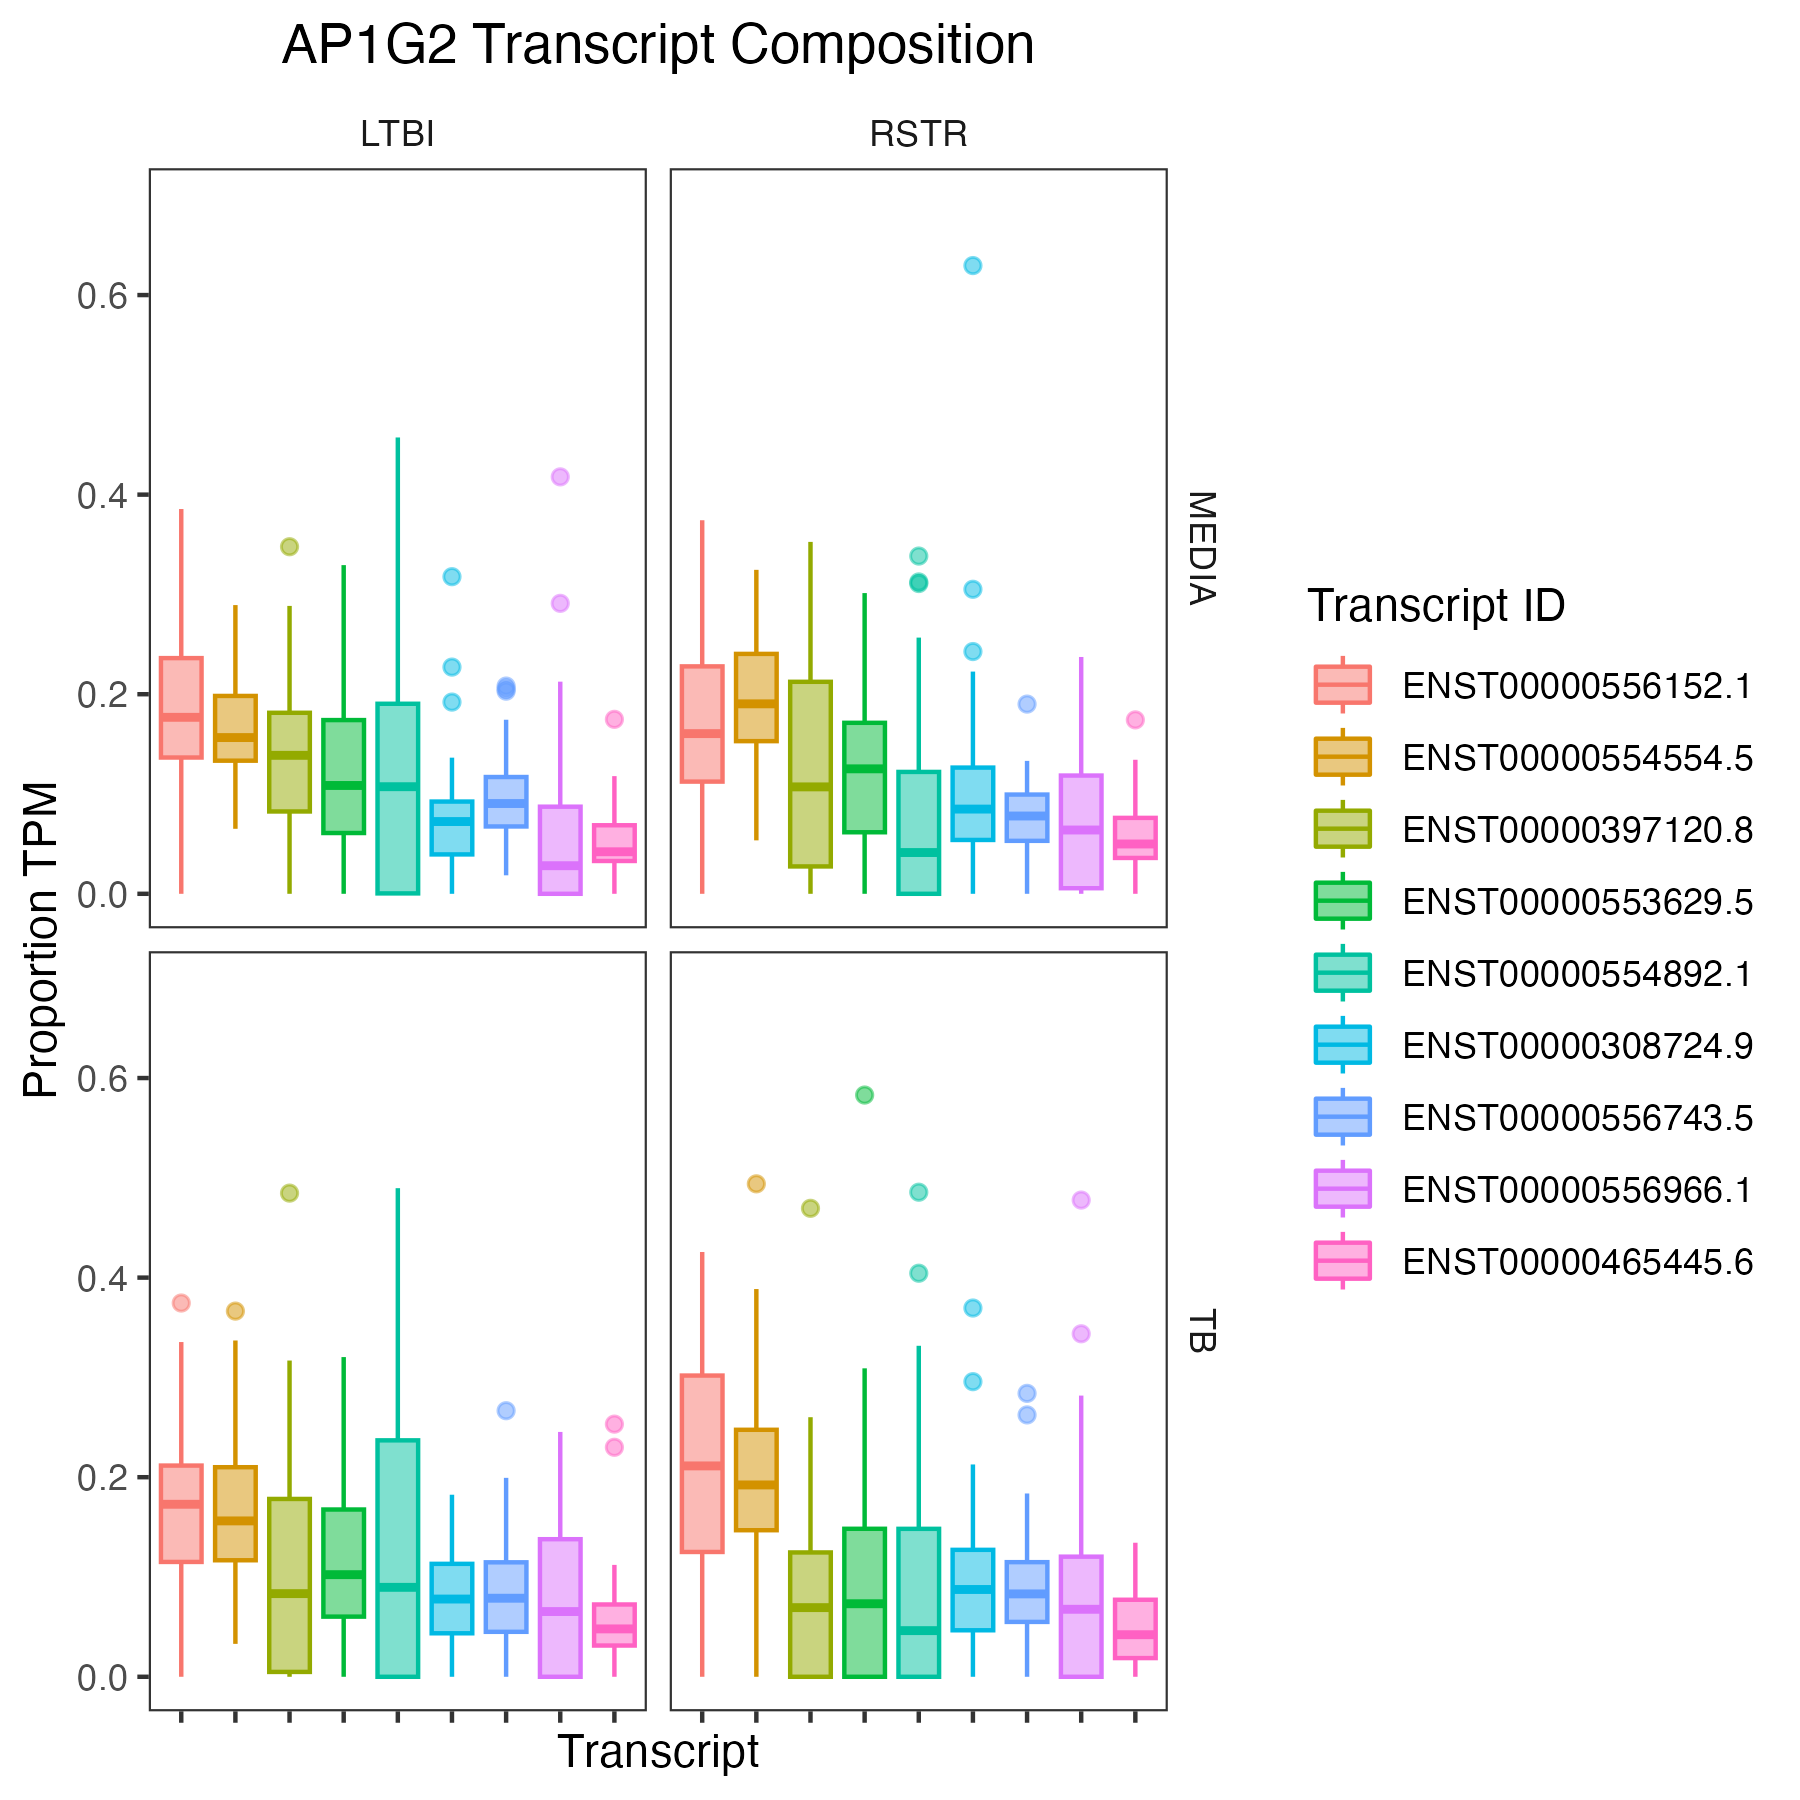 AP1G2 Transcript Composition
LTBI
RSTR
0.6
0.4
0.2
0.0
MEDIA
0.6
0.4
0.2
0.0
TB
Proportion TPM
Transcript
Transcript ID
ENST00000556152.1
ENST00000554554.5
ENST00000397120.8
ENST00000553629.5
ENST00000554892.1
ENST00000308724.9
ENST00000556743.5
ENST00000556966.1
ENST00000465445.6